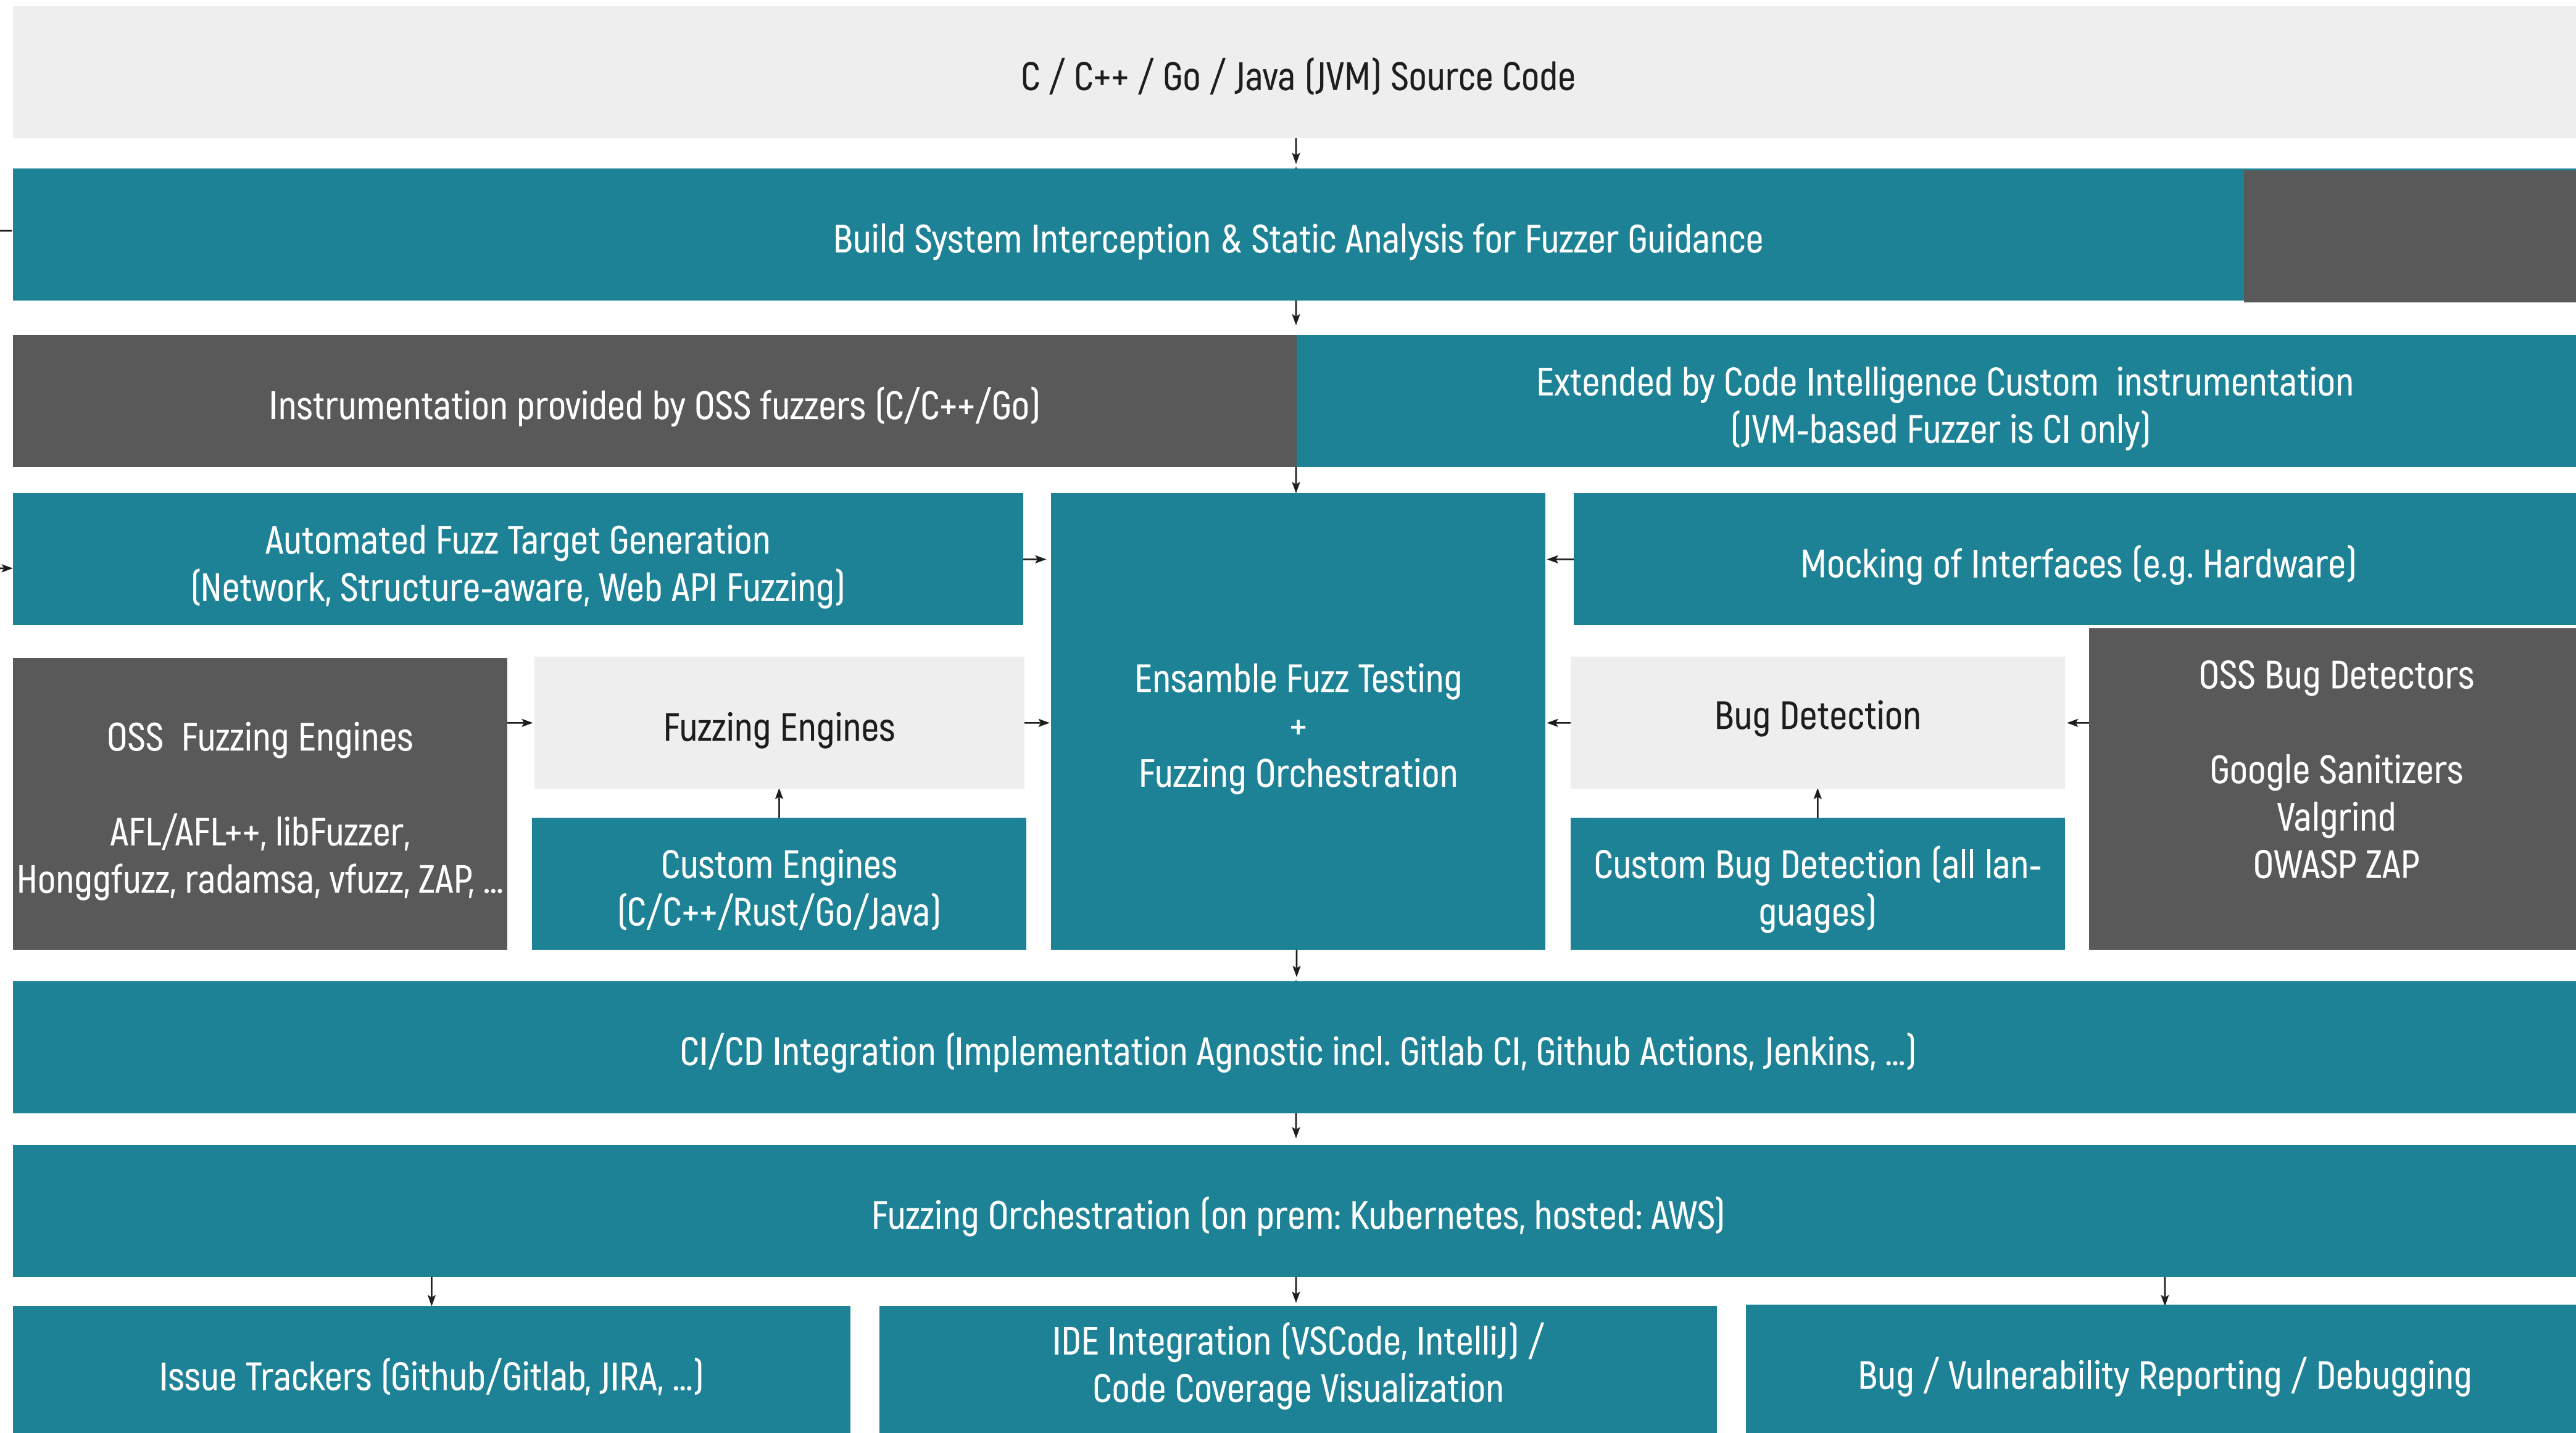 C / C++ / Go / Java (JVM) Source Code
Build System Interception & Static Analysis for Fuzzer Guidance
Instrumentation provided by OSS fuzzers (C/C++/Go)
Extended by Code Intelligence Custom  instrumentation
(JVM-based Fuzzer is CI only)
Automated Fuzz Target Generation
(Network, Structure-aware, Web API Fuzzing)
Mocking of Interfaces (e.g. Hardware)
OSS  Fuzzing Engines
AFL/AFL++, libFuzzer,
Honggfuzz, radamsa, vfuzz, ZAP, ...
Fuzzing Engines
Custom Engines
(C/C++/Rust/Go/Java)
Ensamble Fuzz Testing
+
Fuzzing Orchestration
Bug Detection
Custom Bug Detection (all lan-
guages)
OSS Bug Detectors
Google Sanitizers
Valgrind
OWASP ZAP
CI/CD Integration (Implementation Agnostic incl. Gitlab CI, Github Actions, Jenkins, ...)
Fuzzing Orchestration (on prem: Kubernetes, hosted: AWS)
Issue Trackers (Github/Gitlab, JIRA, ...)
IDE Integration (VSCode, IntelliJ) /
Code Coverage Visualization
Bug / Vulnerability Reporting / Debugging